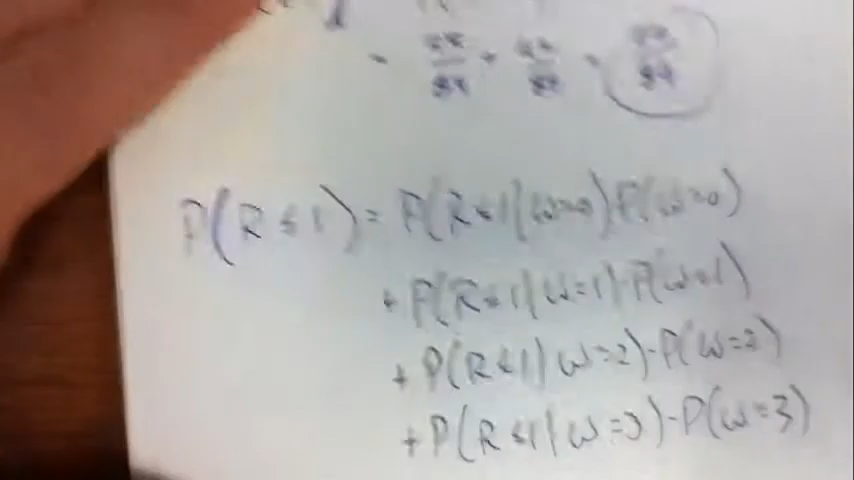 P(R ≤ 1) = P(R ≤ 1 | W=0) · P(W=0)
+ P(R ≤ 1 | W=1) · P(W=1)
+ P(R ≤ 1 | W=2) · P(W=2)
+ P(R ≤ 1 | W=3) · P(W=3)